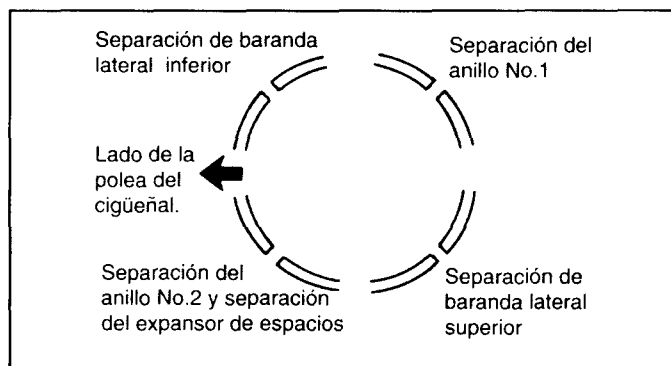 Separación de baranda
lateral inferior
Separación del
anillo No.1
Lado de la
polea del
cigüeñal.
Separación del
anillo No.2 y separación
del expansor de espacios
Separación de
baranda lateral
superior